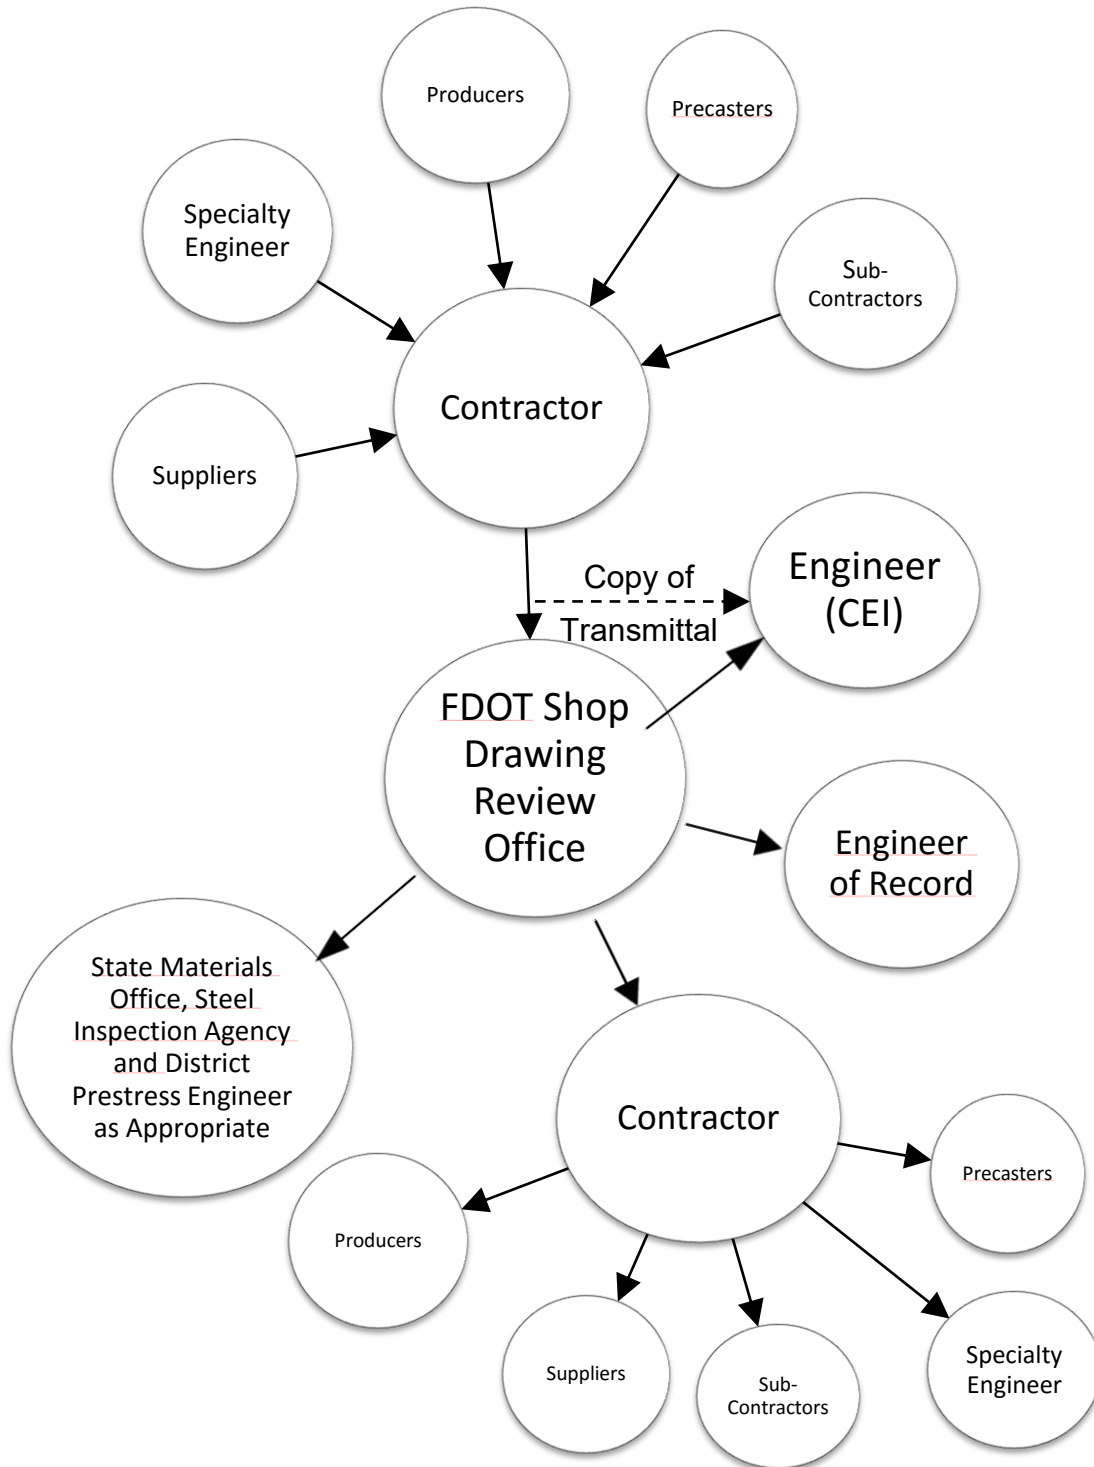 Producers
Precasters
Specialty
Engineer
Sub-
Contractors
Contractor
Suppliers
Copy of
Transmittal
Engineer
(CEI)
FDOT Shop
Drawing
Review
Office
Engineer
of Record
State Materials
Office, Steel
Inspection Agency
and District
Prestress Engineer
as Appropriate
Contractor
Precasters
Producers
Suppliers
Sub-
Contractors
Specialty
Engineer